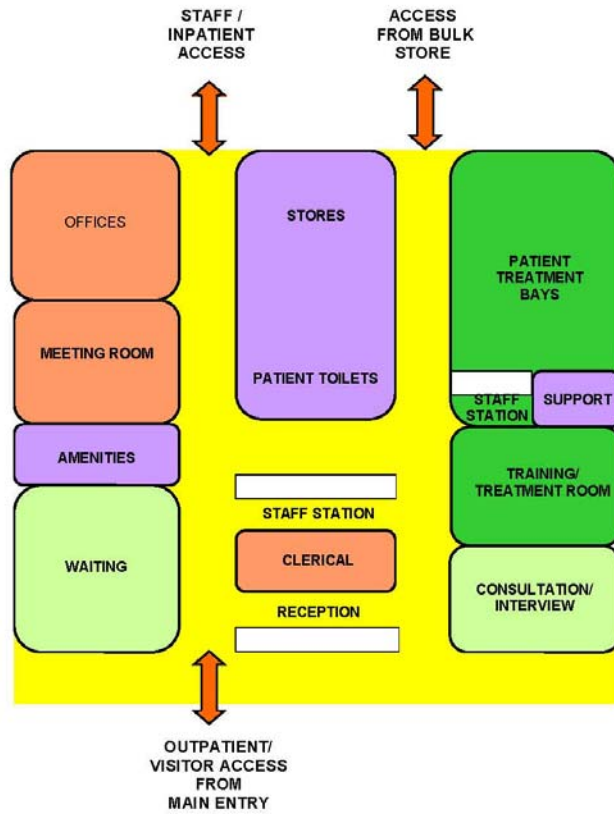 STAFF /
INPATIENT
ACCESS
ACCESS
FROM BULK
STORE
OFFICES
STORES
PATIENT
TREATMENT
BAYS
MEETING ROOM
PATIENT TOILETS
STAFF
STATION
SUPPORT
AMENITIES
TRAINING/
TREATMENT ROOM
STAFF STATION
WAITING
CLERICAL
CONSULTATION/
INTERVIEW
RECEPTION
OUTPATIENT/
VISITOR ACCESS
FROM
MAIN ENTRY